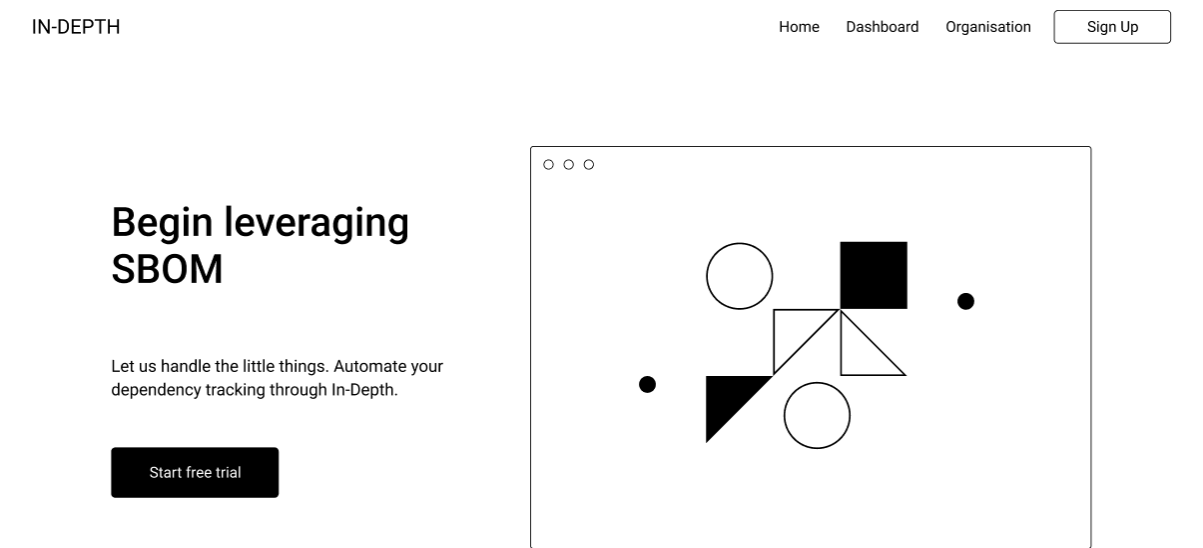 IN-DEPTH
Home Dashboard Organisation Sign Up
Begin leveraging
SBOM
Let us handle the little things. Automate your
dependency tracking through In-Depth.
Start free trial